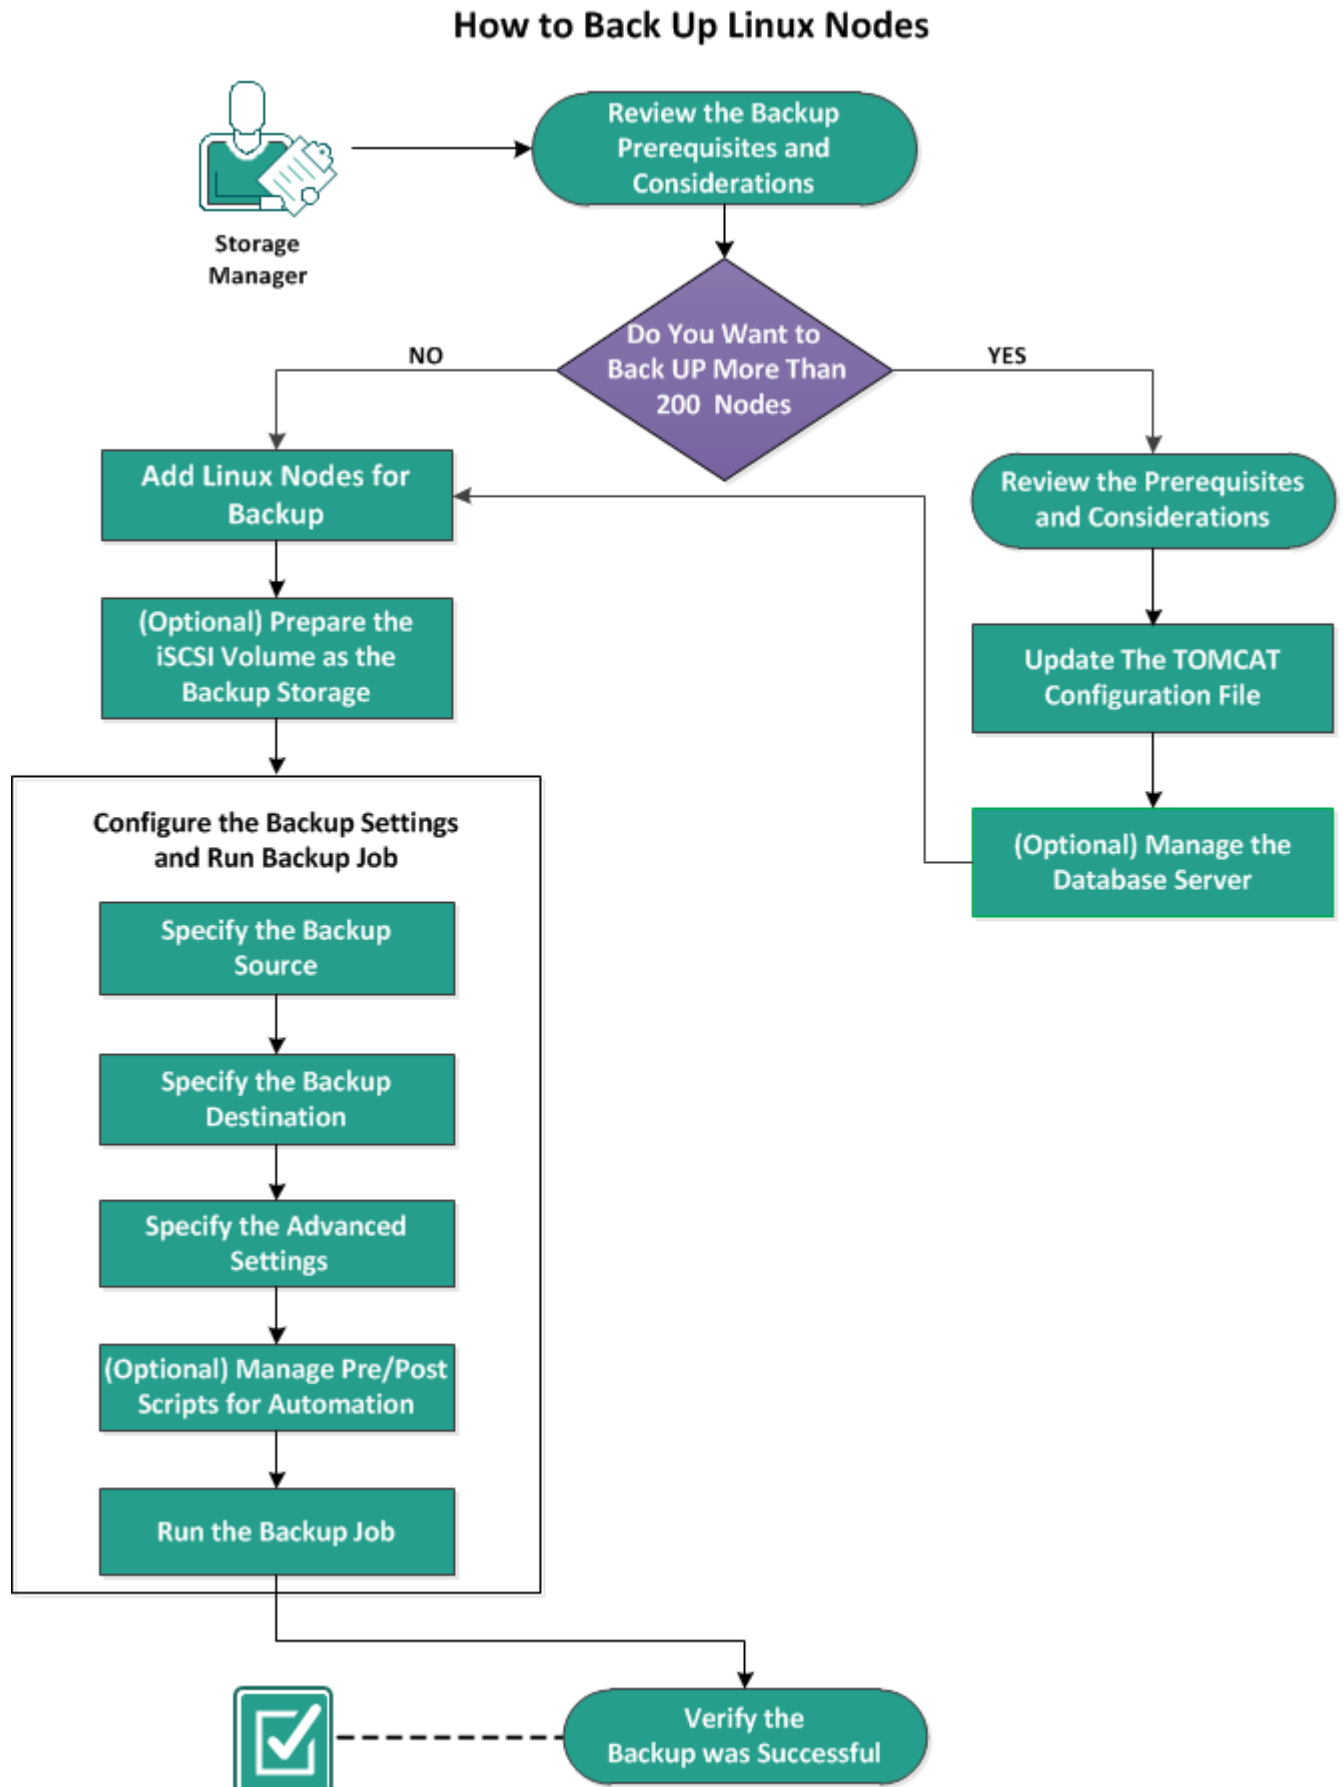 How to Back Up Linux Nodes
Storage
Manager
Review the Backup
Prerequisites and
Considerations
Do You Want to
Back UP More Than
200 Nodes
NO
YES
Add Linux Nodes for
Backup
Review the Prerequisites
and Considerations
(Optional) Prepare the
iSCSI Volume as the
Backup Storage
Update The TOMCAT
Configuration File
(Optional) Manage the
Database Server
Configure the Backup Settings
and Run Backup Job
Specify the Backup
Source
Specify the Backup
Destination
Specify the Advanced
Settings
(Optional) Manage Pre/Post
Scripts for Automation
Run the Backup Job
Verify the
Backup was Successful